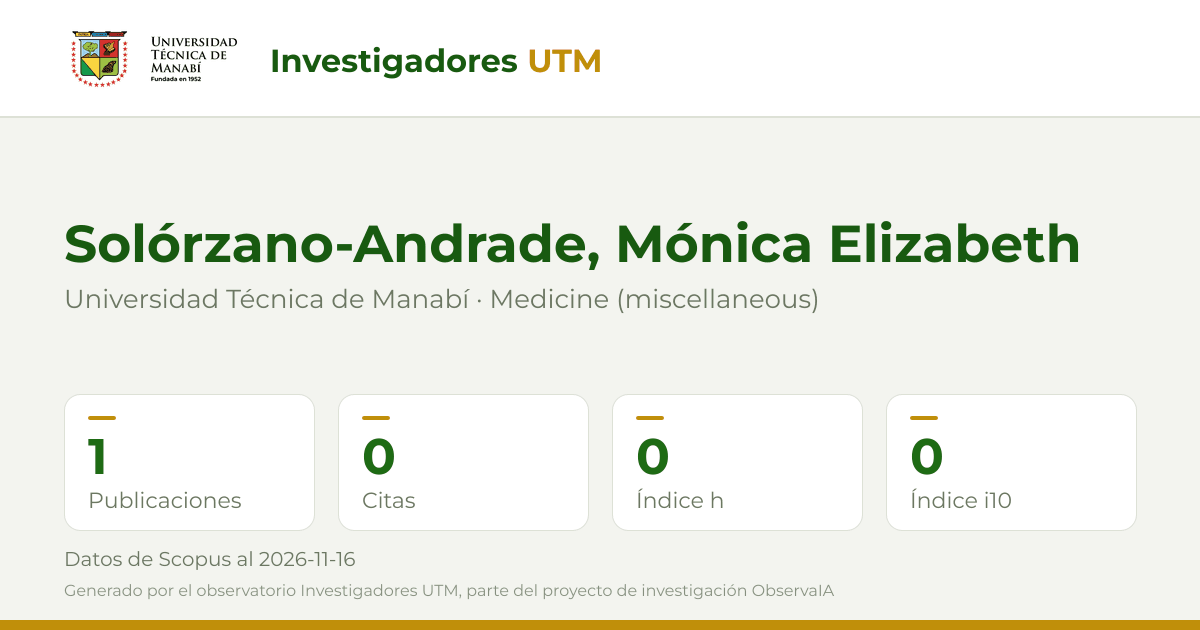 UNIVERSIDAD
TÉCNICA DE
MANABÍ
Fundada en 1952
Investigadores UTM
Solórzano-Andrade, Mónica Elizabeth
Universidad Técnica de Manabí · Medicine (miscellaneous)
1
Publicaciones
0
Citas
0
Índice h
0
Índice i10
Datos de Scopus al 2026-11-16
Generado por el observatorio Investigadores UTM, parte del proyecto de investigación ObservaIA